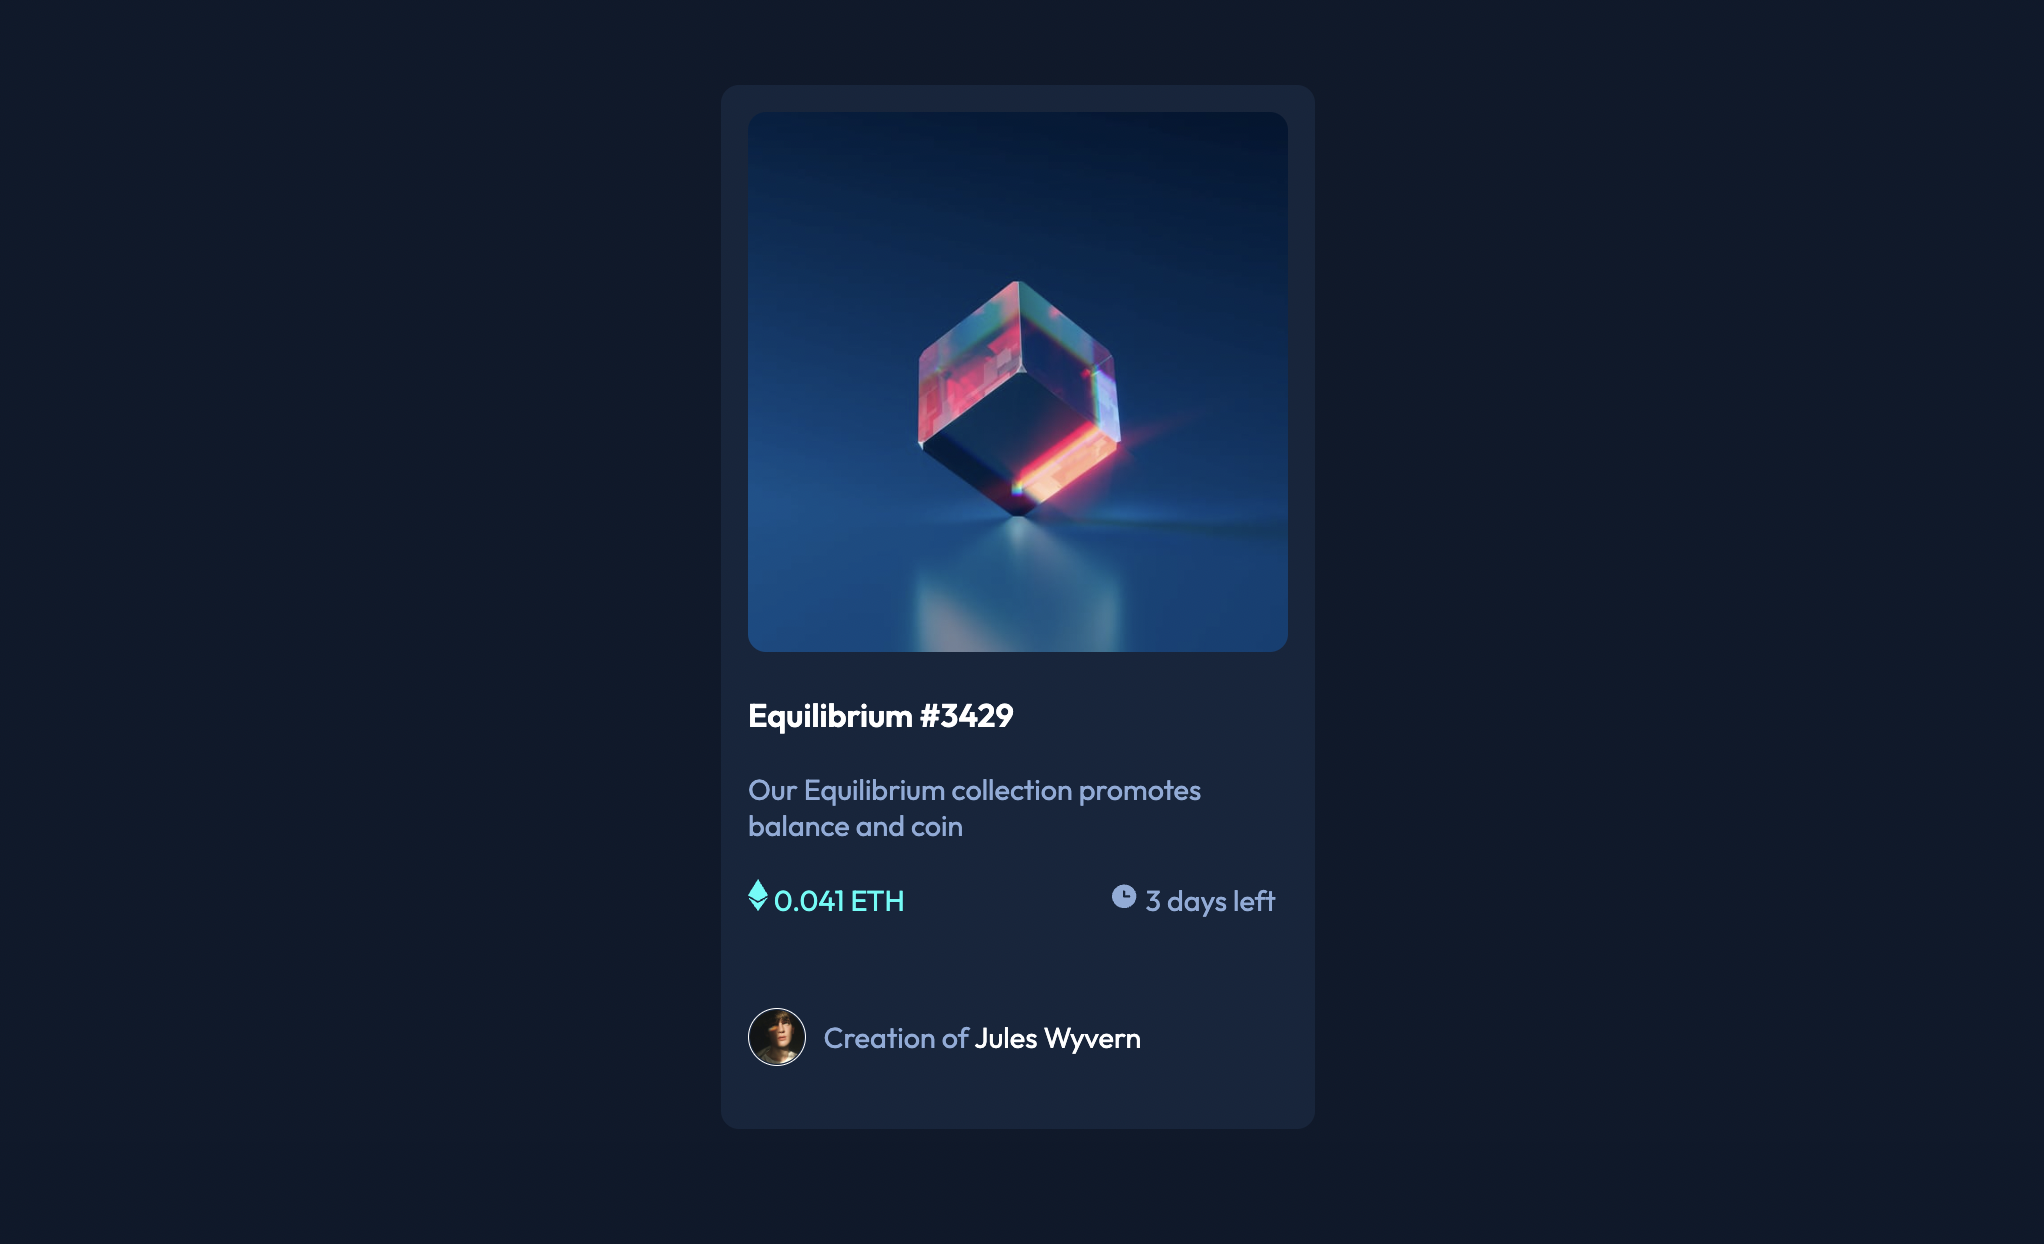 Equilibrium #3429
Our Equilibrium collection promotes
balance and coin
0.041 ETH
3 days left
Creation of Jules Wyvern